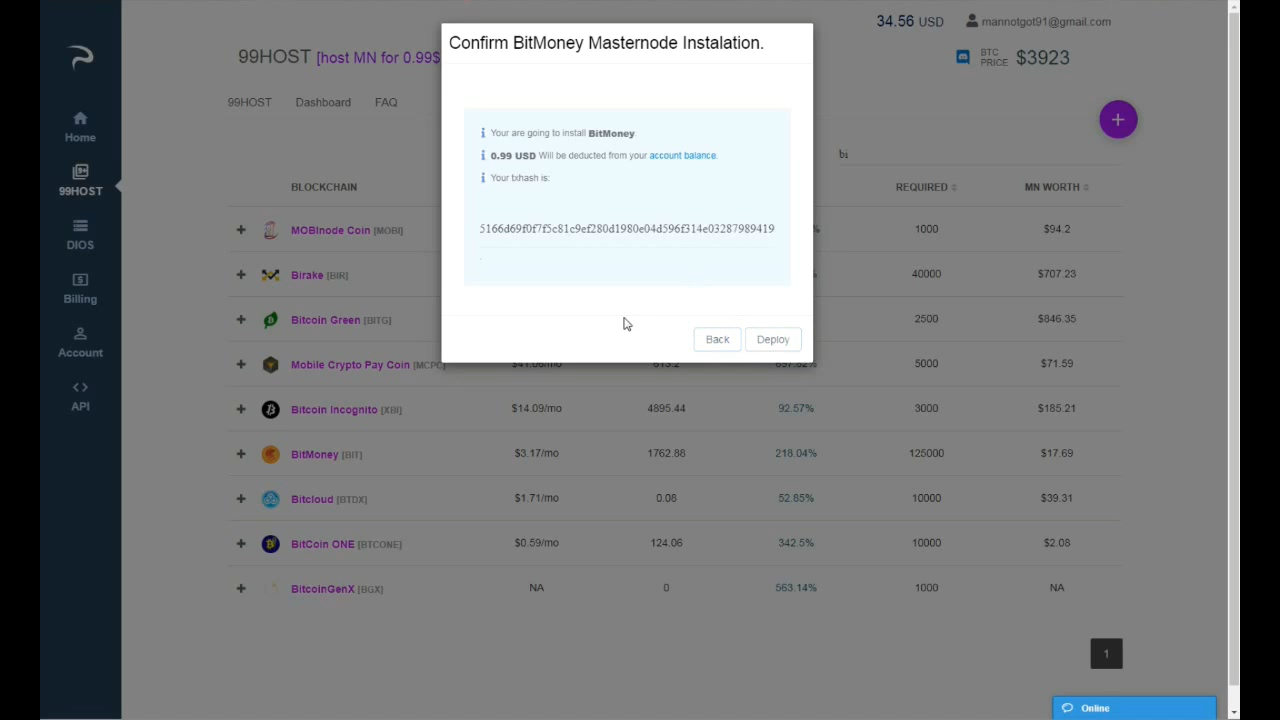 34.56 USD mannotgot91@gmail.com
99HOST [host MN for 0.99$
BTC PRICE $3923
99HOST Dashboard FAQ
Home
99HOST
DIOS
Billing
Account
API
Confirm BitMoney Masternode Instalation.
Your are going to install BitMoney.
0.99 USD Will be deducted from your account balance.
Your txhash is:
5166d69f0f7f5c81c9ef280d1980e04d596f314e03287989419
Back Deploy
+
bi
BLOCKCHAIN REQUIRED MN WORTH
+ MOBInode Coin [MOBI] % 1000 $94.2
+ Birake [BIR] 40000 $707.23
+ Bitcoin Green [BITG] 2500 $846.35
+ Mobile Crypto Pay Coin [MCPC] 5000 $71.59
+ Bitcoin Incognito [XBI] $14.09/mo 4895.44 92.57% 3000 $185.21
+ BitMoney [BIT] $3.17/mo 1762.88 218.04% 125000 $17.69
+ Bitcloud [BTDX] $1.71/mo 0.08 52.85% 10000 $39.31
+ BitCoin ONE [BTCONE] $0.59/mo 124.06 342.5% 10000 $2.08
+ BitcoinGenX [BGX] NA 0 563.14% 1000 NA
1
Online